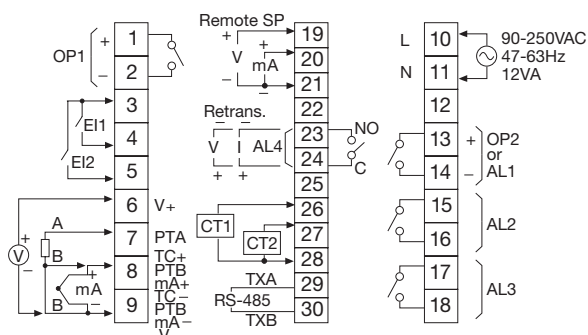 OP1
+
−
1
2
3
4
5
6
7
8
9
EI1
EI2
V+
PTA
TC+
PTB
mA+
TC−
PTB
mA−
V
+
V
−
A
B
B
+
mA
−
Remote SP
+
V
−
+
mA
−
19
20
21
22
23
24
25
26
27
28
29
30
Retrans.
−
V
+
−
I
+
AL4
NO
C
CT1
CT2
TXA
RS-485
TXB
L
N
10
11
12
13
14
15
16
17
18
90-250VAC
47-63Hz
12VA
+
−
OP2
or
AL1
AL2
AL3